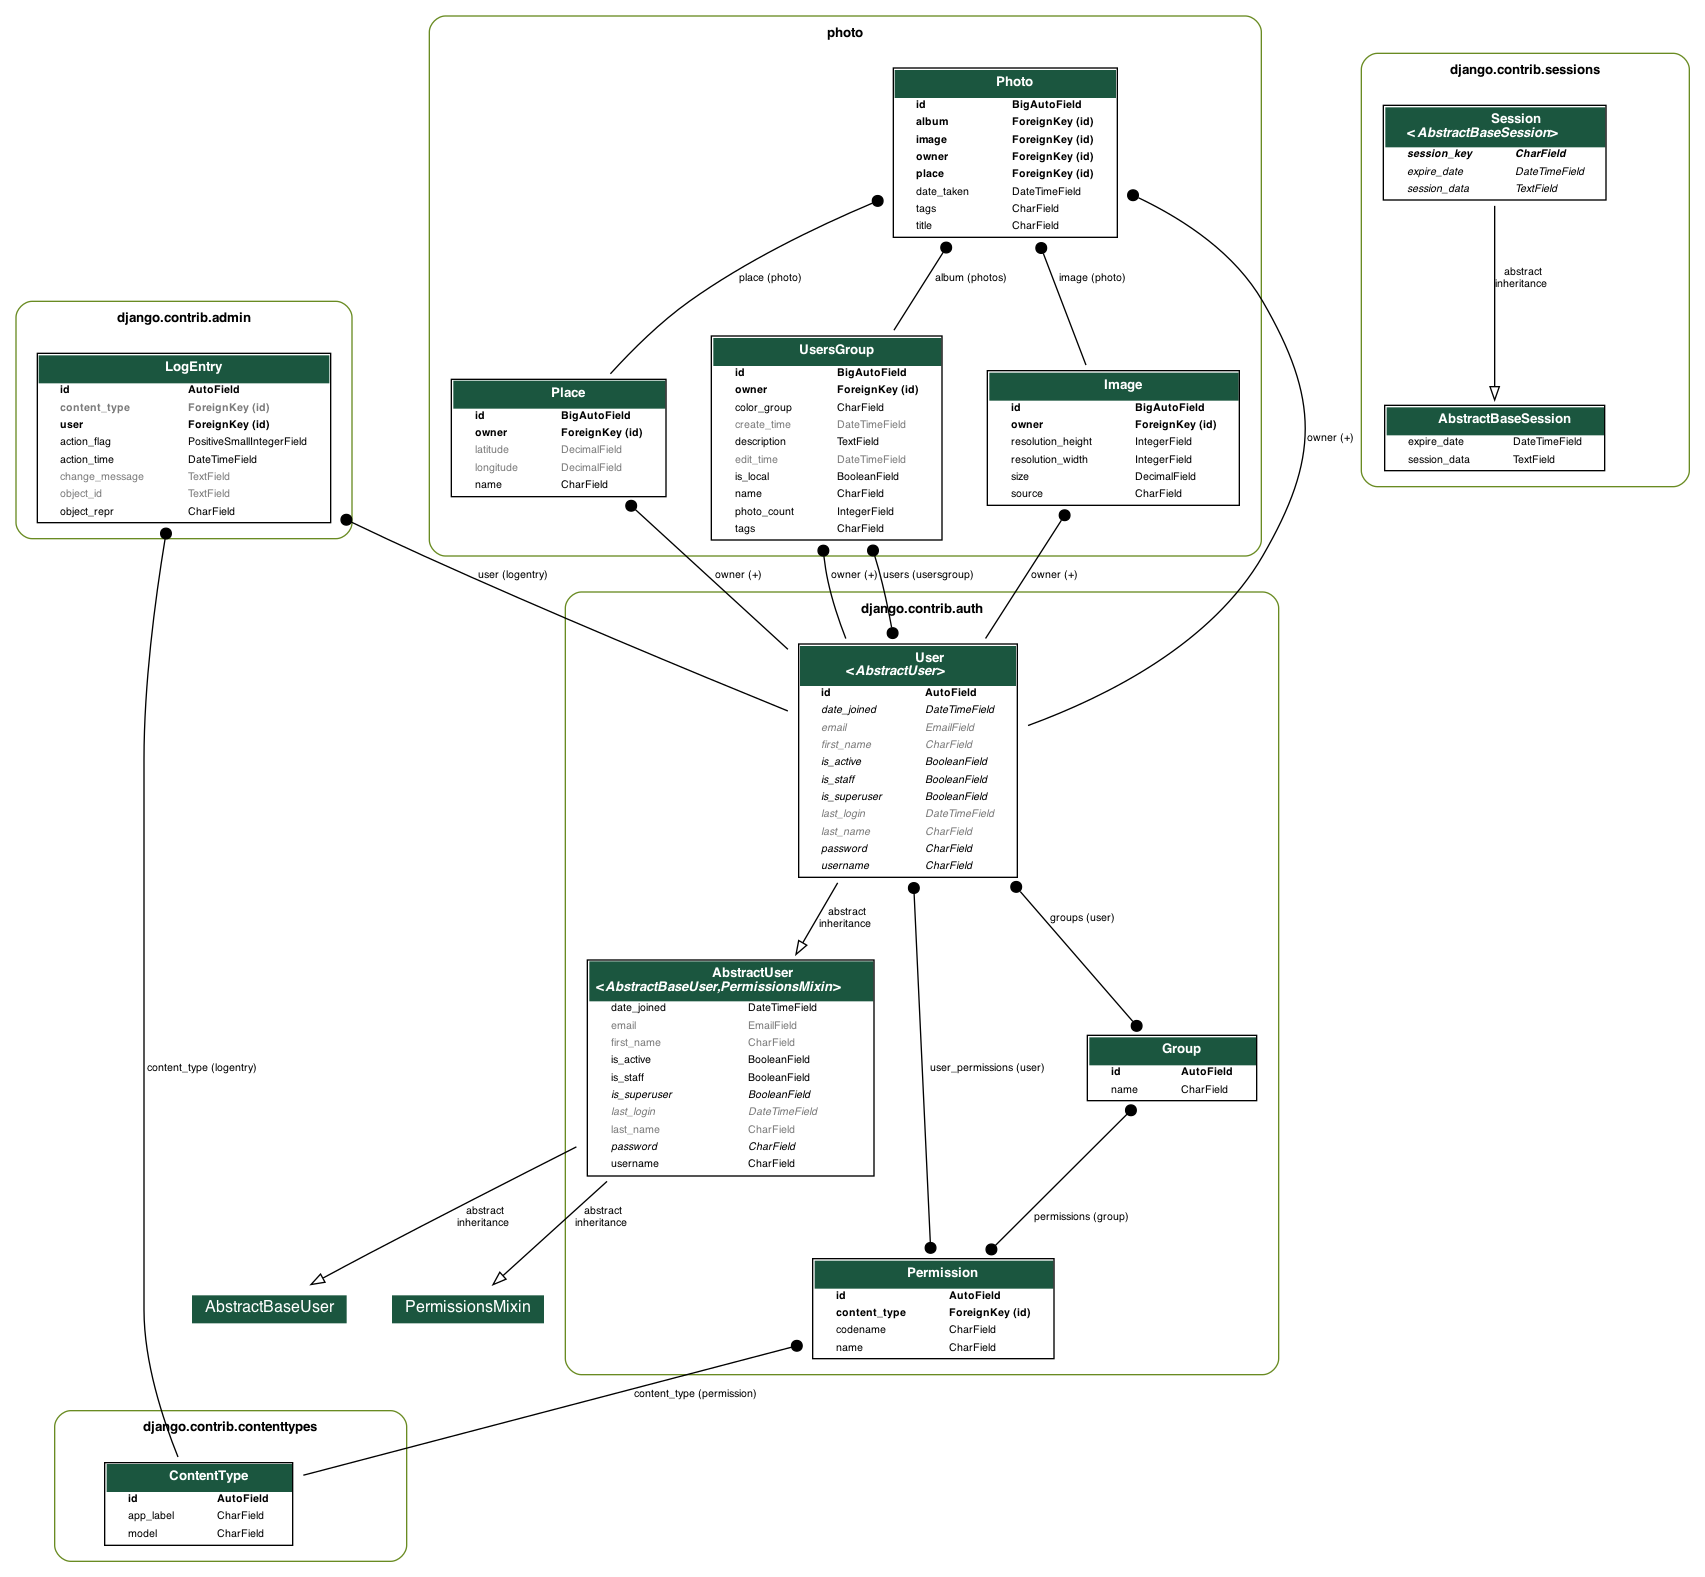 photo
Photo
id BigAutoField
album ForeignKey (id)
image ForeignKey (id)
owner ForeignKey (id)
place ForeignKey (id)
date_taken DateTimeField
tags CharField
title CharField
place (photo)
album (photos)
image (photo)
Place
id BigAutoField
owner ForeignKey (id)
latitude DecimalField
longitude DecimalField
name CharField
UsersGroup
id BigAutoField
owner ForeignKey (id)
color_group CharField
create_time DateTimeField
description TextField
edit_time DateTimeField
is_local BooleanField
name CharField
photo_count IntegerField
tags CharField
Image
id BigAutoField
owner ForeignKey (id)
resolution_height IntegerField
resolution_width IntegerField
size DecimalField
source CharField
owner (+)
django.contrib.sessions
Session
<AbstractBaseSession>
session_key CharField
expire_date DateTimeField
session_data TextField
abstract
inheritance
AbstractBaseSession
expire_date DateTimeField
session_data TextField
django.contrib.admin
LogEntry
id AutoField
content_type ForeignKey (id)
user ForeignKey (id)
action_flag PositiveSmallIntegerField
action_time DateTimeField
change_message TextField
object_id TextField
object_repr CharField
user (logentry)
owner (+)
owner (+)
users (usersgroup)
owner (+)
django.contrib.auth
User
<AbstractUser>
id AutoField
date_joined DateTimeField
email EmailField
first_name CharField
is_active BooleanField
is_staff BooleanField
is_superuser BooleanField
last_login DateTimeField
last_name CharField
password CharField
username CharField
abstract
inheritance
groups (user)
AbstractUser
<AbstractBaseUser,PermissionsMixin>
date_joined DateTimeField
email EmailField
first_name CharField
is_active BooleanField
is_staff BooleanField
is_superuser BooleanField
last_login DateTimeField
last_name CharField
password CharField
username CharField
content_type (logentry)
user_permissions (user)
Group
id AutoField
name CharField
abstract
inheritance
abstract
inheritance
permissions (group)
AbstractBaseUser
PermissionsMixin
Permission
id AutoField
content_type ForeignKey (id)
codename CharField
name CharField
content_type (permission)
django.contrib.contenttypes
ContentType
id AutoField
app_label CharField
model CharField